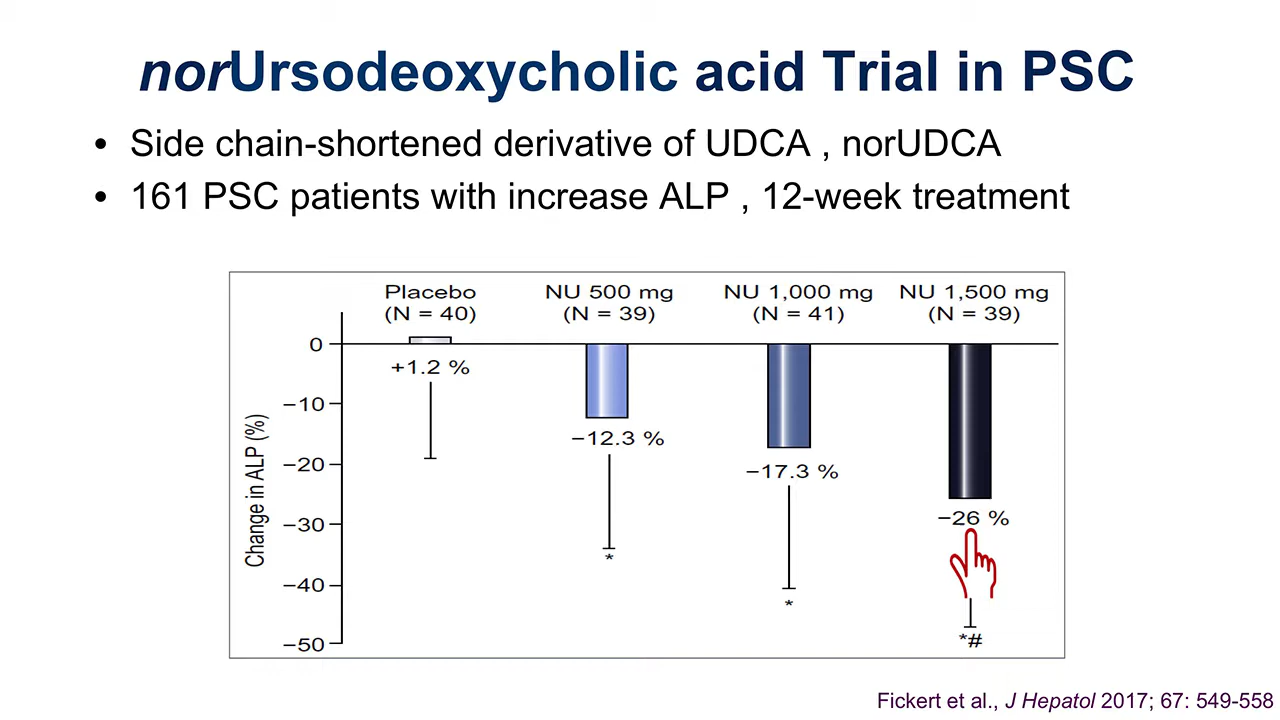 norUrsodeoxycholic acid Trial in PSC
• Side chain-shortened derivative of UDCA , norUDCA
• 161 PSC patients with increase ALP , 12-week treatment
Placebo
(N = 40)
NU 500 mg
(N = 39)
NU 1,000 mg
(N = 41)
NU 1,500 mg
(N = 39)
Change in ALP (%)
0
−10
−20
−30
−40
−50
+1.2 %
−12.3 %
*
−17.3 %
*
−26 %
*#
Fickert et al., J Hepatol 2017; 67: 549-558